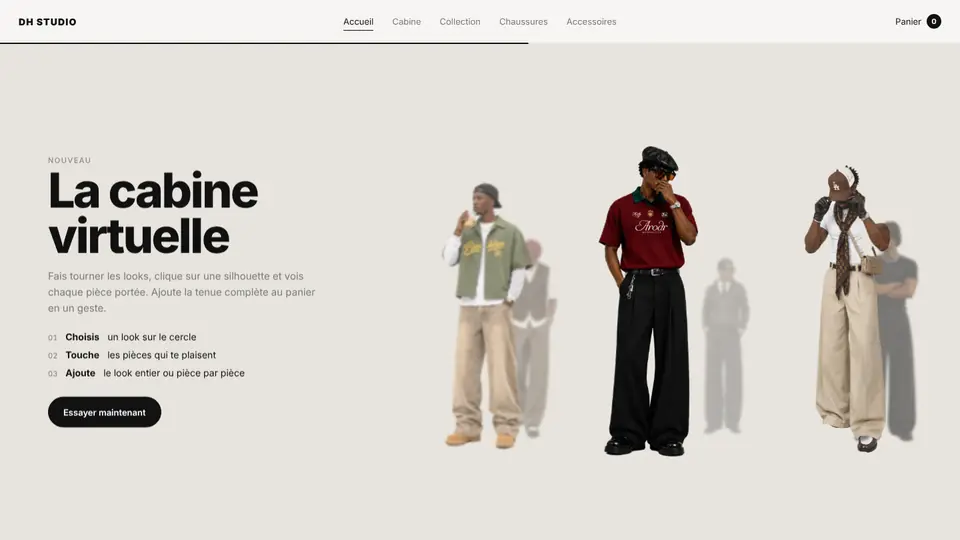 DH STUDIO
Accueil Cabine Collection Chaussures Accessoires
Panier 0
NOUVEAU
La cabine
virtuelle
Fais tourner les looks, clique sur une silhouette et vois
chaque pièce portée. Ajoute la tenue complète au panier
en un geste.
01 Choisis un look sur le cercle
02 Touche les pièces qui te plaisent
03 Ajoute le look entier ou pièce par pièce
Essayer maintenant